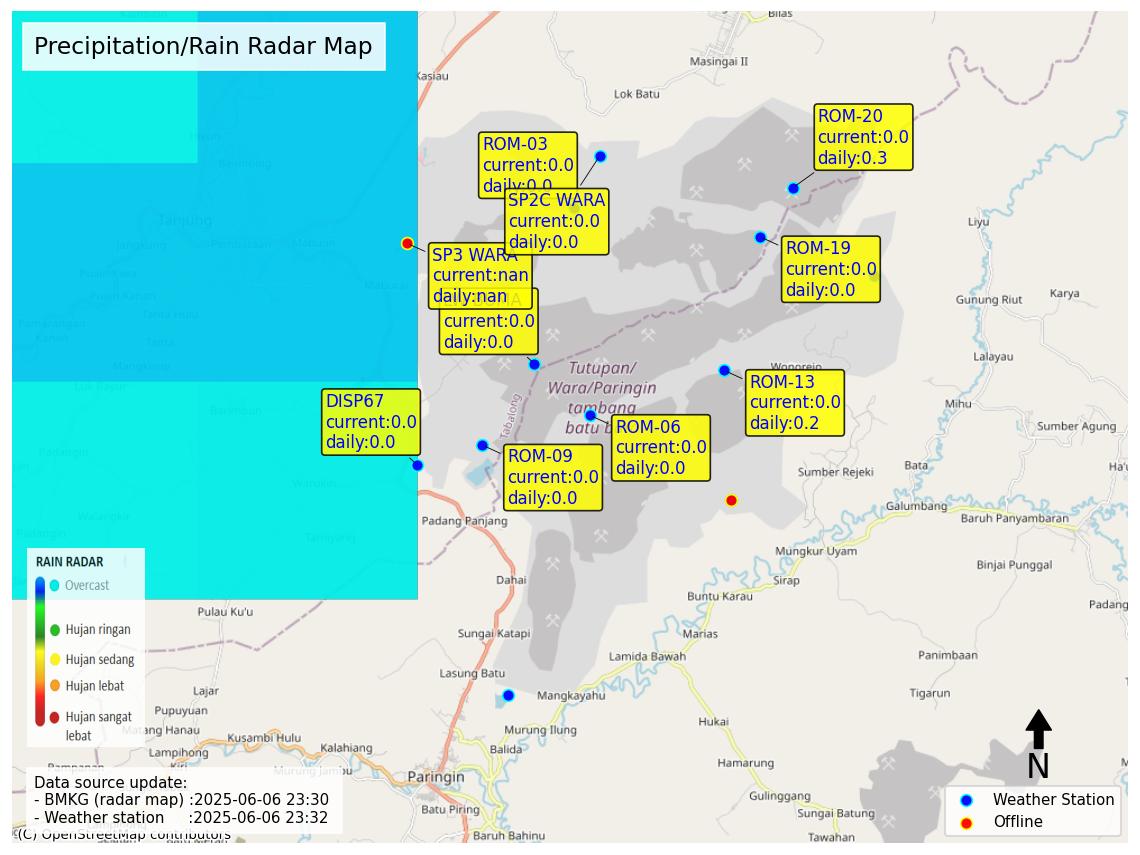 Precipitation/Rain Radar Map
Bilas
Kasiau
Masingai II
Lok Batu
ROM-20
current:0.0
daily:0.3
ROM-03
current:0.0
daily:0.0
SP2C WARA
current:0.0
daily:0.0
Tanjung
Liyu
SP3 WARA
current:nan
daily:nan
current:0.0
daily:0.0
ROM-19
current:0.0
daily:0.0
Gunung Riut
Karya
Lalayau
Tutupan/
Wara/Paringin
tambang
batu
Wonorejo
ROM-13
current:0.0
daily:0.2
Mihu
Tabalong
DISP67
current:0.0
daily:0.0
ROM-06
current:0.0
daily:0.0
Sumber Agung
ROM-09
current:0.0
daily:0.0
Sumber Rejeki
Bata
Galumbang
Baruh Panyambaran
Padang Panjang
Mungkur Uyam
Binjai Punggal
Dahai
Sirap
Buntu Karau
Padang
Pulau Ku'u
Sungai Katapi
Marias
Lamida Bawah
Panimbaan
Lasung Batu
Mangkayahu
Tigarun
RAIN RADAR
Overcast
Hujan ringan
Hujan sedang
Hujan lebat
Hujan sangat
lebat
Lajar
Pupuyuan
Matang Hanau
Lampihong
Kusambi Hulu
Kalahiang
Murung Jambu
Murung Ilung
Balida
Hukai
Hamarung
Paringin
Batu Piring
Gulinggang
Sungai Batung
Baruh Bahinu
Tawahan
N
Data source update:
- BMKG (radar map) :2025-06-06 23:30
- Weather station :2025-06-06 23:32
(C) OpenStreetMap contributors
Weather Station
Offline